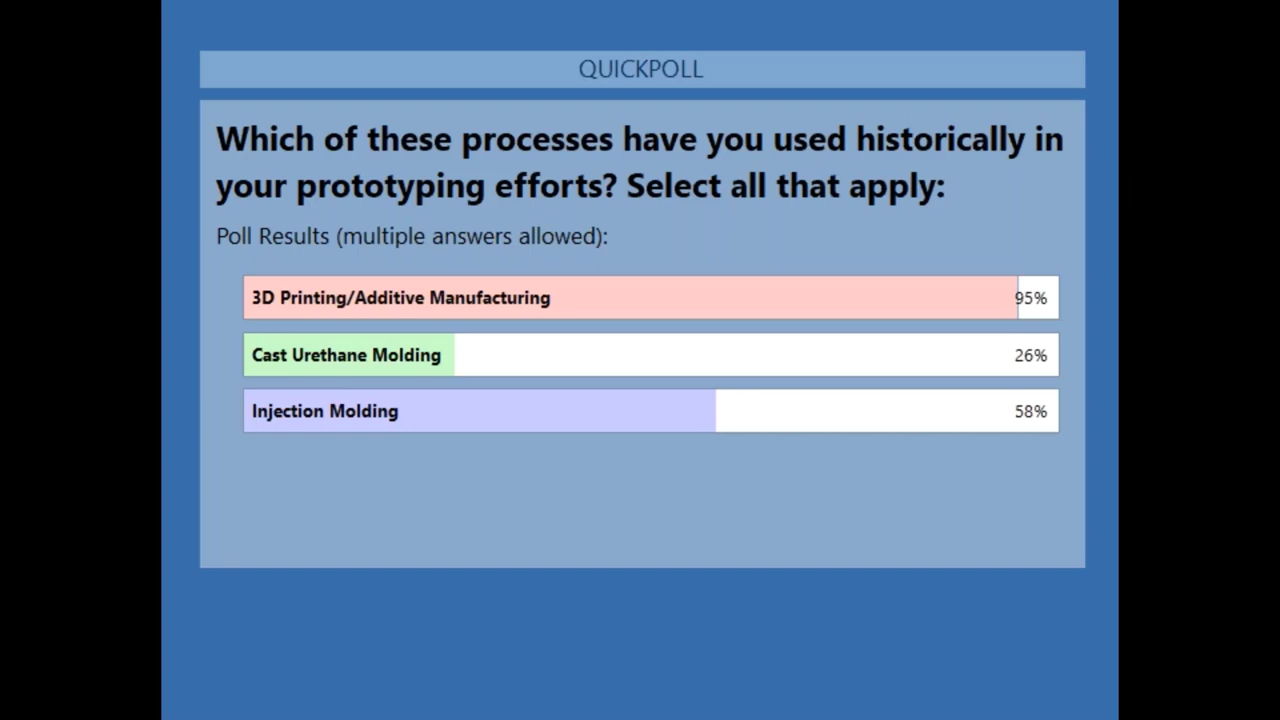 QUICKPOLL
Which of these processes have you used historically in
your prototyping efforts? Select all that apply:
Poll Results (multiple answers allowed):
3D Printing/Additive Manufacturing 95%
Cast Urethane Molding 26%
Injection Molding 58%